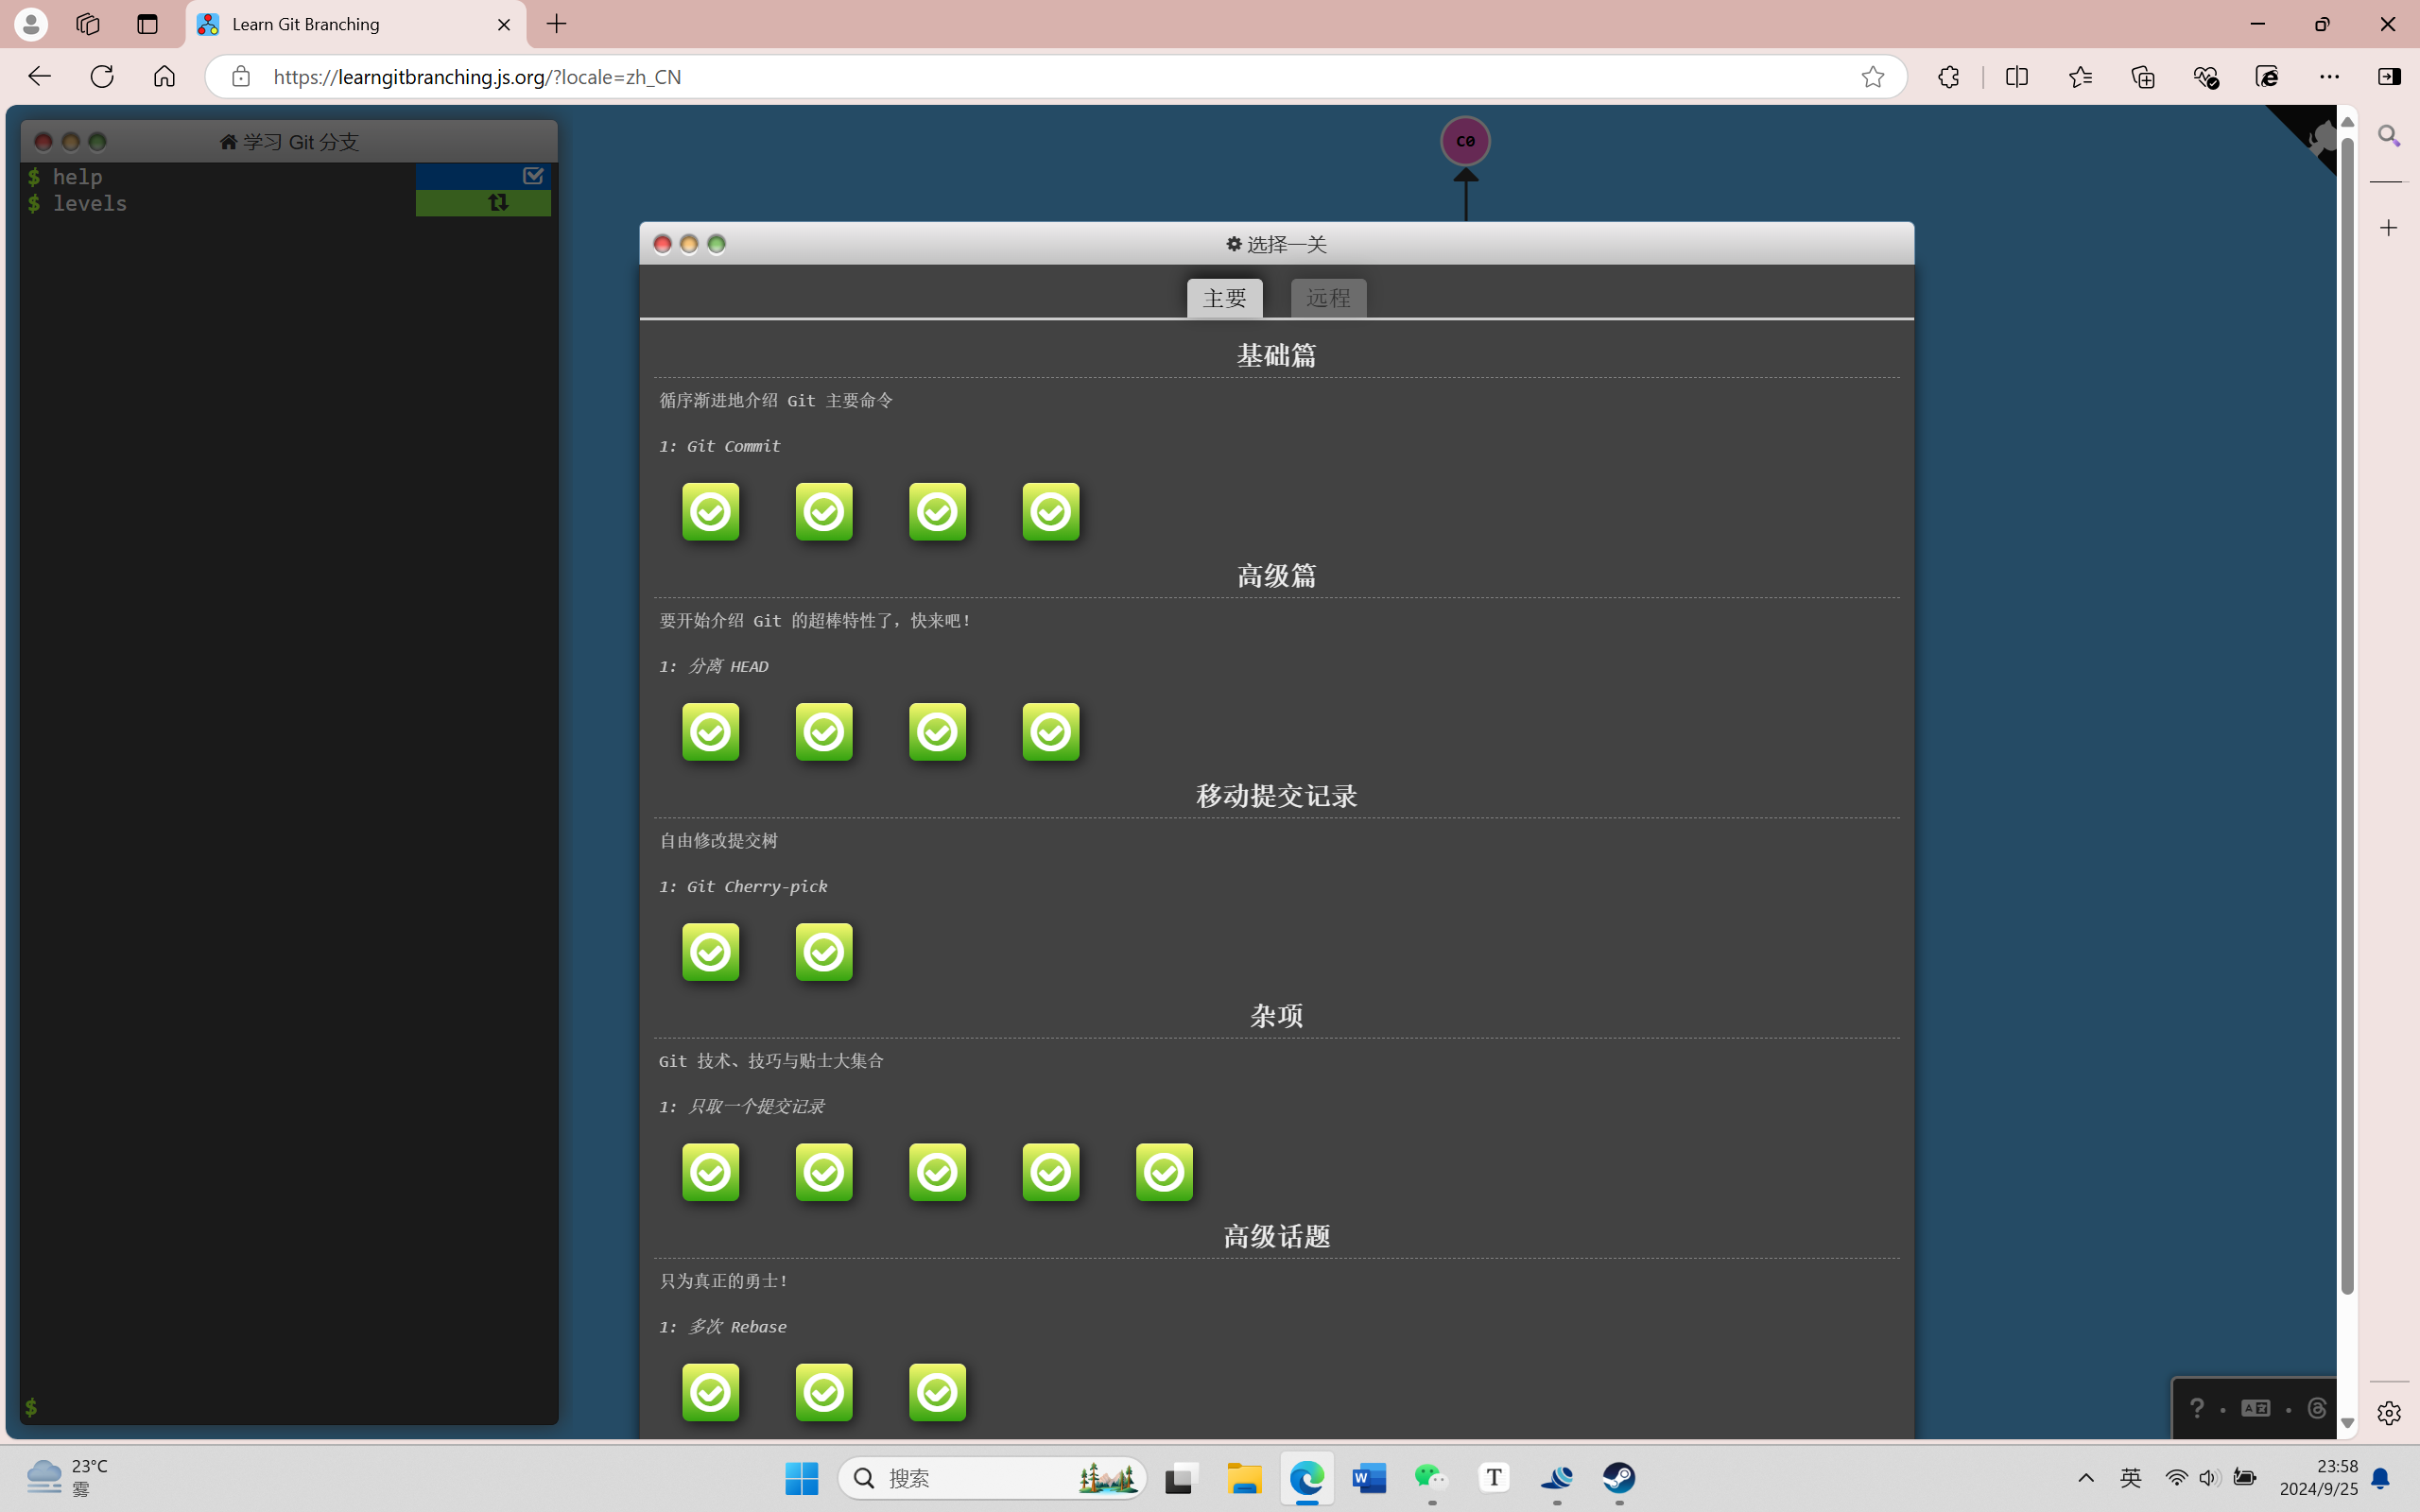 Learn Git Branching
https://learngitbranching.js.org/?locale=zh_CN
学习 Git 分支
$ help
$ levels
$
C0
选择一关
主要
远程
基础篇
循序渐进地介绍 Git 主要命令
1: Git Commit
高级篇
要开始介绍 Git 的超棒特性了，快来吧！
1: 分离 HEAD
移动提交记录
自由修改提交树
1: Git Cherry-pick
杂项
Git 技术、技巧与贴士大集合
1: 只取一个提交记录
高级话题
只为真正的勇士！
1: 多次 Rebase
?
23°C
雾
搜索
英
23:58
2024/9/25